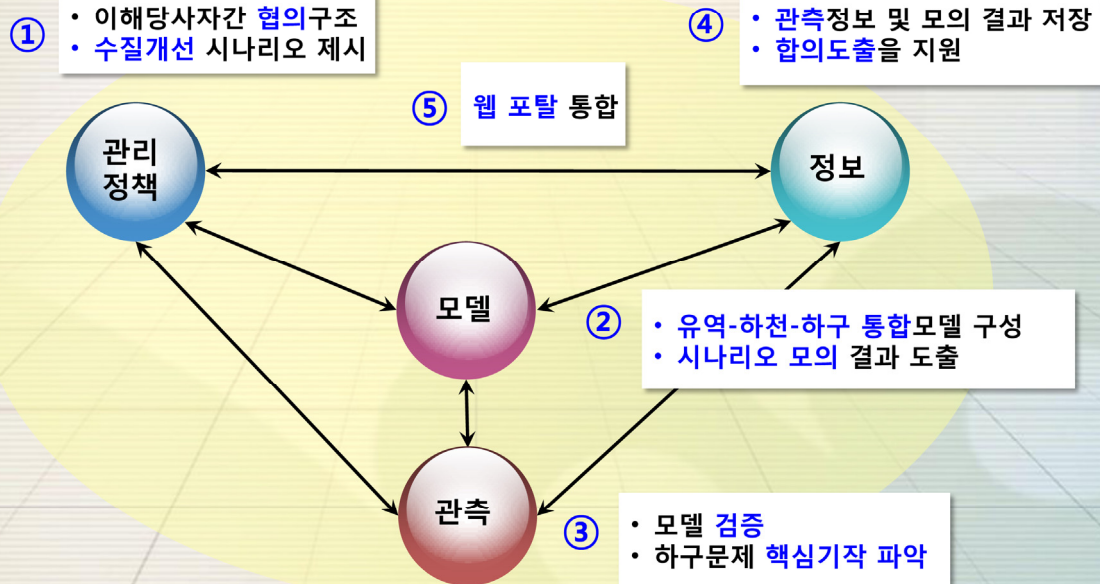 ①
• 이해당사자간 협의구조
• 수질개선 시나리오 제시
④
• 관측정보 및 모의 결과 저장
• 합의도출을 지원
⑤
웹 포탈 통합
관리
정책
정보
모델
②
• 유역-하천-하구 통합모델 구성
• 시나리오 모의 결과 도출
관측
③
• 모델 검증
• 하구문제 핵심기작 파악